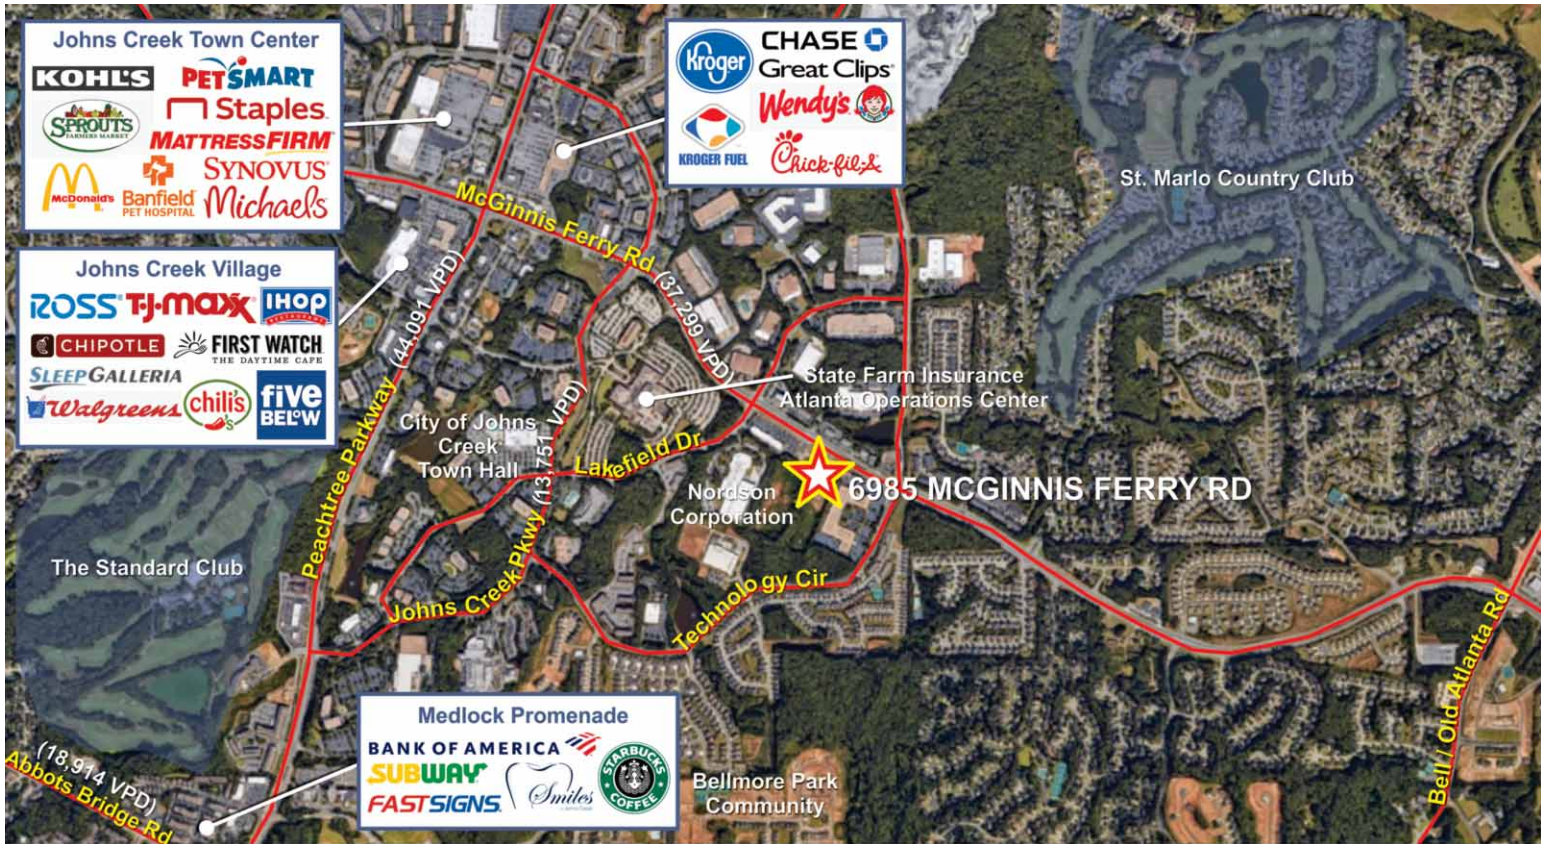 Johns Creek Town Center
KOHL'S
PETSMART
SPROUTS
FARMERS MARKET
Staples
MATTRESSFIRM
McDonald's
Banfield
PET HOSPITAL
SYNOVUS
Michaels
Kroger
CHASE
Great Clips
KROGER FUEL
Wendy's
Chick-fil-A
Johns Creek Village
ROSS
T·J·maxx
IHOP
RESTAURANT
CHIPOTLE
FIRST WATCH
THE DAYTIME CAFE
SLEEPGALLERIA
Walgreens
chili's
five
BELOW
St. Marlo Country Club
McGinnis Ferry Rd
(37,299 VPD)
Peachtree Parkway
(44,091 VPD)
State Farm Insurance
Atlanta Operations Center
City of Johns
Creek
Town Hall
Lakefield Dr
Johns Creek Pkwy
(13,751 VPD)
Nordson
Corporation
6985 MCGINNIS FERRY RD
The Standard Club
Technology Cir
Bell / Old Atlanta Rd
Medlock Promenade
BANK OF AMERICA
SUBWAY
FASTSIGNS
Smiles
STARBUCKS
COFFEE
Bellmore Park
Community
(18,914 VPD)
Abbots Bridge Rd